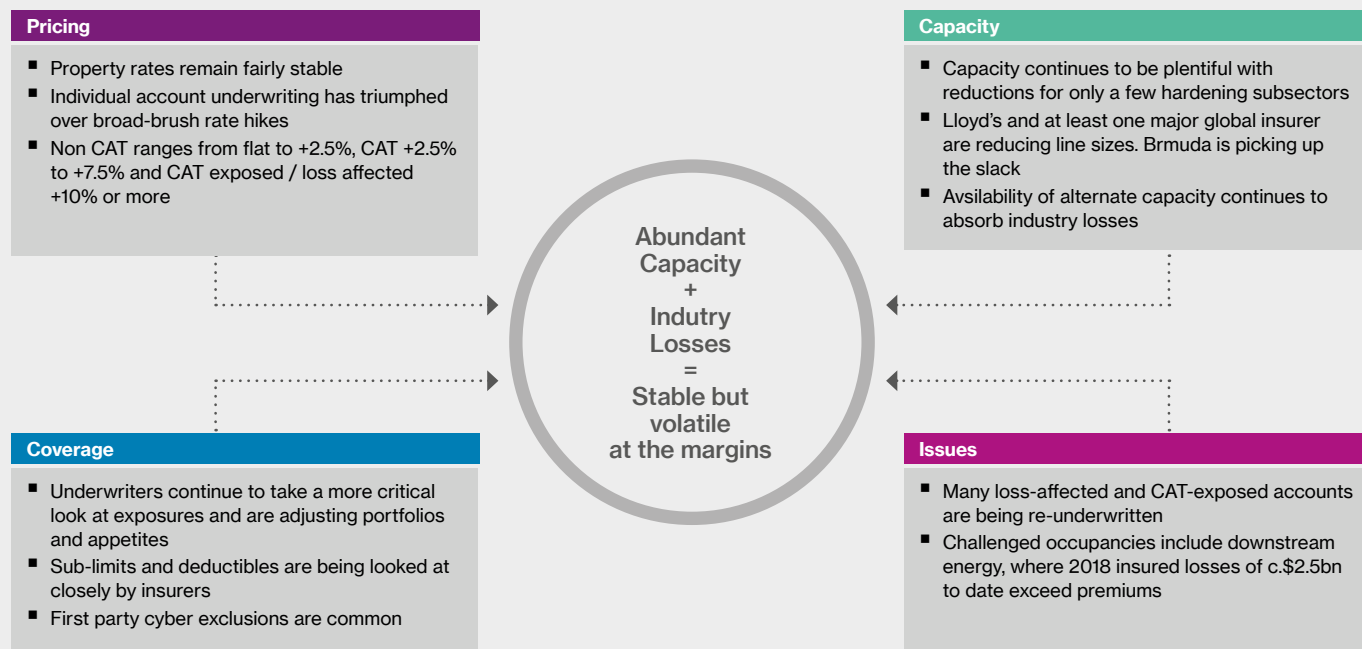 Pricing
■ Property rates remain fairly stable
■ Individual account underwriting has triumphed
over broad-brush rate hikes
■ Non CAT ranges from flat to +2.5%, CAT +2.5%
to +7.5% and CAT exposed / loss affected
+10% or more
Capacity
■ Capacity continues to be plentiful with
reductions for only a few hardening subsectors
■ Lloyd's and at least one major global insurer
are reducing line sizes. Brmuda is picking up
the slack
■ Avsilability of alternate capacity continues to
absorb industry losses
Abundant
Capacity
+
Indutry
Losses
=
Stable but
volatile
at the margins
Coverage
■ Underwriters continue to take a more critical
look at exposures and are adjusting portfolios
and appetites
■ Sub-limits and deductibles are being looked at
closely by insurers
■ First party cyber exclusions are common
Issues
■ Many loss-affected and CAT-exposed accounts
are being re-underwritten
■ Challenged occupancies include downstream
energy, where 2018 insured losses of c.$2.5bn
to date exceed premiums